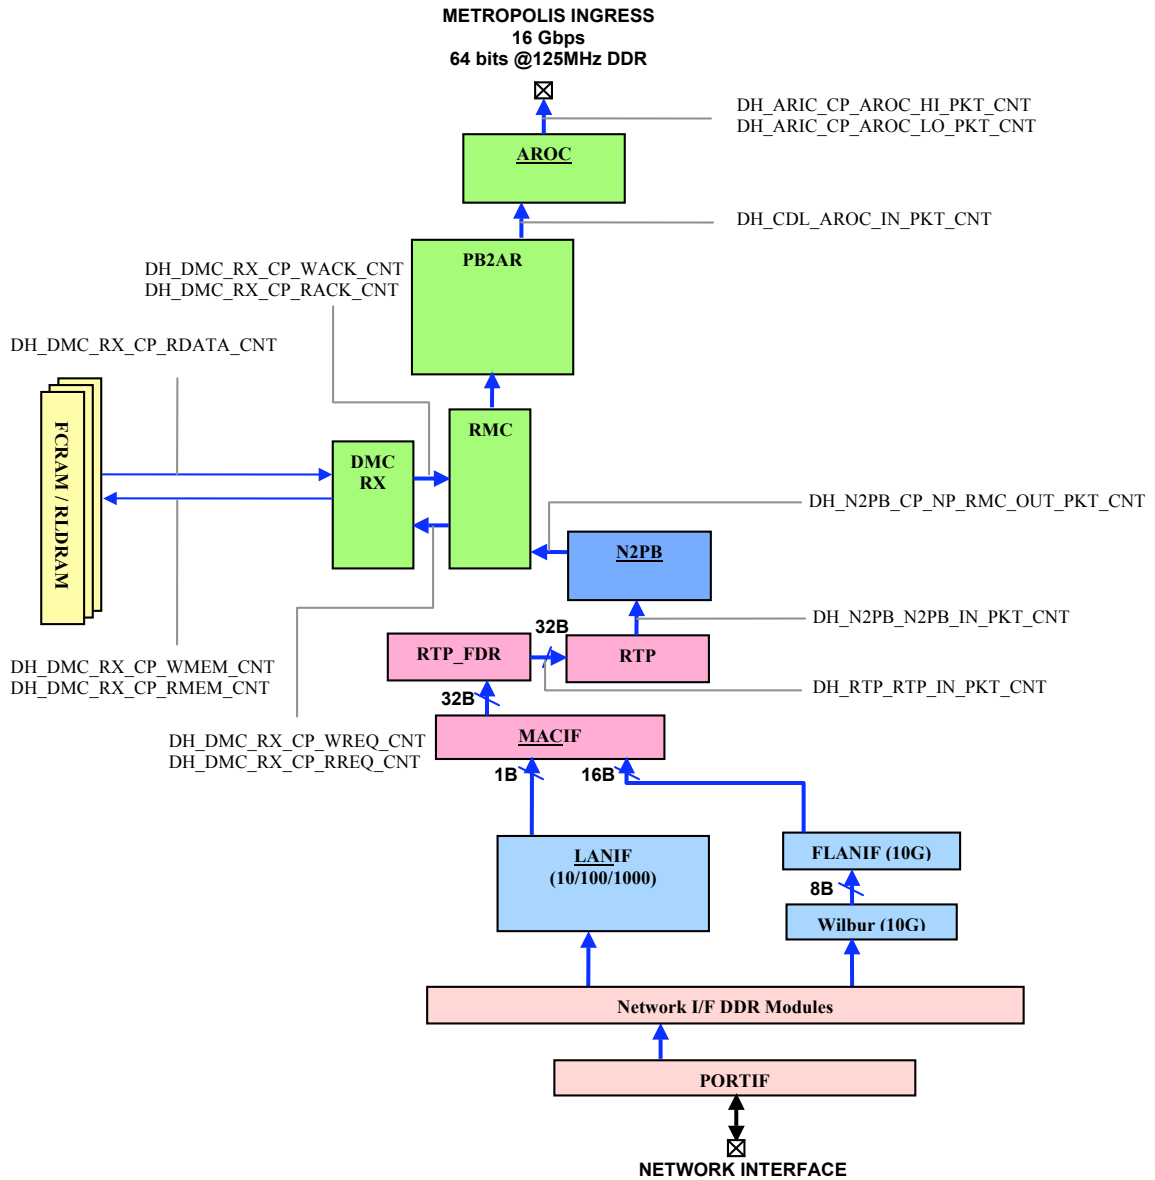 METROPOLIS INGRESS
16 Gbps
64 bits @125MHz DDR
DH_ARIC_CP_AROC_HI_PKT_CNT
DH_ARIC_CP_AROC_LO_PKT_CNT
AROC
DH_CDL_AROC_IN_PKT_CNT
PB2AR
DH_DMC_RX_CP_WACK_CNT
DH_DMC_RX_CP_RACK_CNT
DH_DMC_RX_CP_RDATA_CNT
FCRAM / RLDRAM
RMC
DMC
RX
DH_N2PB_CP_NP_RMC_OUT_PKT_CNT
N2PB
DH_N2PB_N2PB_IN_PKT_CNT
32B
RTP_FDR
RTP
DH_DMC_RX_CP_WMEM_CNT
DH_DMC_RX_CP_RMEM_CNT
DH_RTP_RTP_IN_PKT_CNT
32B
MACIF
DH_DMC_RX_CP_WREQ_CNT
DH_DMC_RX_CP_RREQ_CNT
1B
16B
LANIF
(10/100/1000)
FLANIF (10G)
8B
Wilbur (10G)
Network I/F DDR Modules
PORTIF
NETWORK INTERFACE